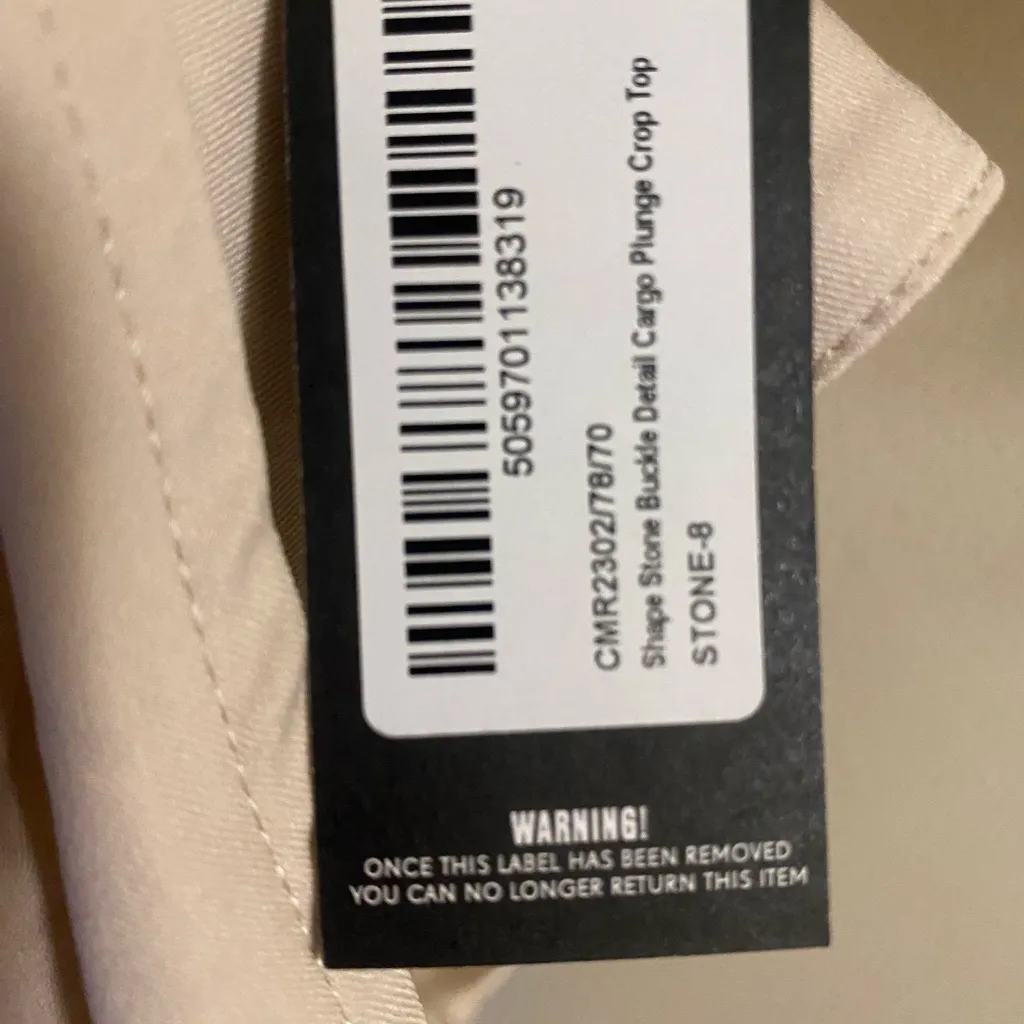 5059701138319
CMR2302/78/70
Shape Stone Buckle Detail Cargo Plunge Crop Top
STONE-8
WARNING!
ONCE THIS LABEL HAS BEEN REMOVED
YOU CAN NO LONGER RETURN THIS ITEM